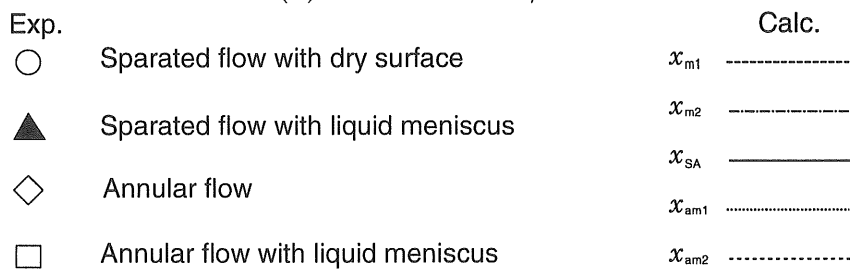 Exp.
Calc.
Sparated flow with dry surface
x_m1
Sparated flow with liquid meniscus
x_m2
x_SA
Annular flow
x_am1
Annular flow with liquid meniscus
x_am2